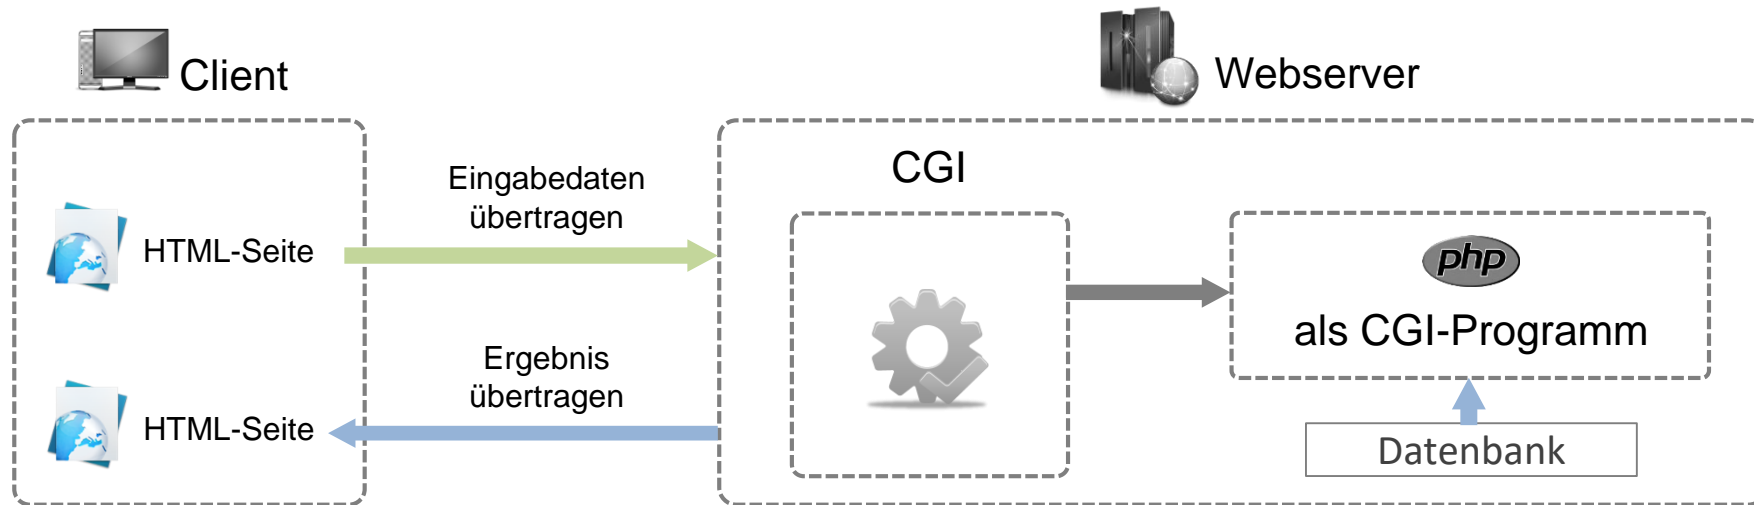 Client
Webserver
CGI
Eingabedaten
übertragen
HTML-Seite
php
als CGI-Programm
Ergebnis
übertragen
HTML-Seite
Datenbank